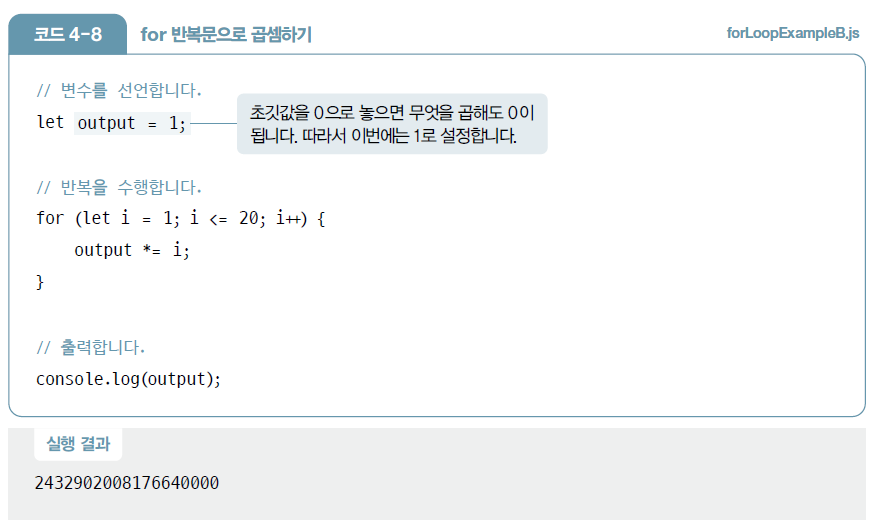 코드 4-8 for 반복문으로 곱셈하기 forLoopExampleB.js
// 변수를 선언합니다.
let output = 1;
초깃값을 0으로 놓으면 무엇을 곱해도 0이
됩니다. 따라서 이번에는 1로 설정합니다.
// 반복을 수행합니다.
for (let i = 1; i <= 20; i++) {
    output *= i;
}
// 출력합니다.
console.log(output);
실행 결과
2432902008176640000